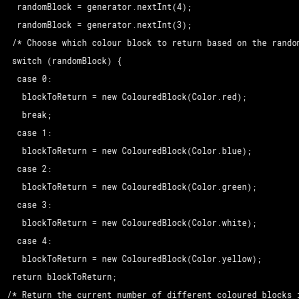 randomBlock = generator.nextInt(4);
randomBlock = generator.nextInt(3);
/* Choose which colour block to return based on the random
switch (randomBlock) {
case 0:
blockToReturn = new ColouredBlock(Color.red);
break;
case 1:
blockToReturn = new ColouredBlock(Color.blue);
case 2:
blockToReturn = new ColouredBlock(Color.green);
case 3:
blockToReturn = new ColouredBlock(Color.white);
case 4:
blockToReturn = new ColouredBlock(Color.yellow);
return blockToReturn;
/* Return the current number of different coloured blocks